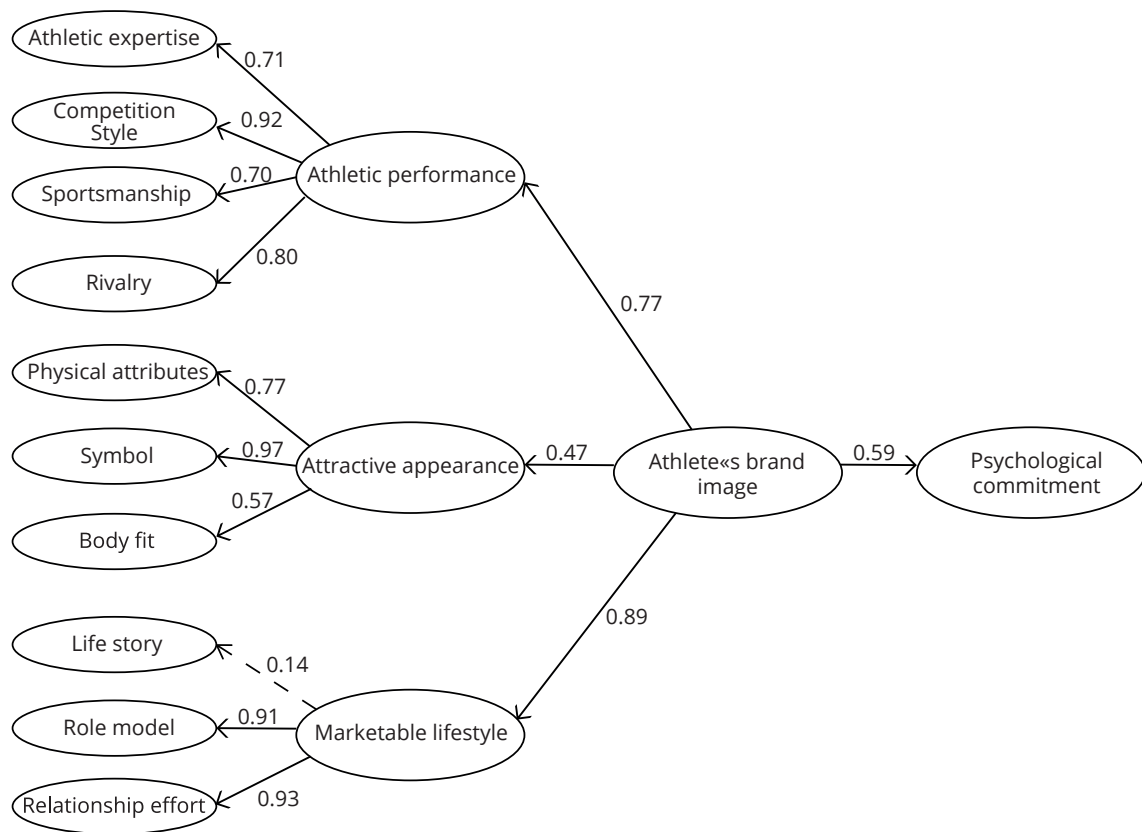 Athletic expertise
0.71
Competition
Style
0.92
Sportsmanship
0.70
Athletic performance
Rivalry
0.80
0.77
Physical attributes
0.77
Symbol
0.97
Attractive appearance
0.47
Athlete«s brand
image
0.59
Psychological
commitment
Body fit
0.57
0.89
Life story
0.14
Role model
0.91
Marketable lifestyle
Relationship effort
0.93